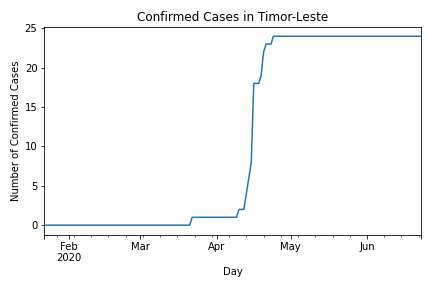 Confirmed Cases in Timor-Leste
25
20
15
10
5
0
Number of Confirmed Cases
Feb Mar Apr May Jun
2020
Day